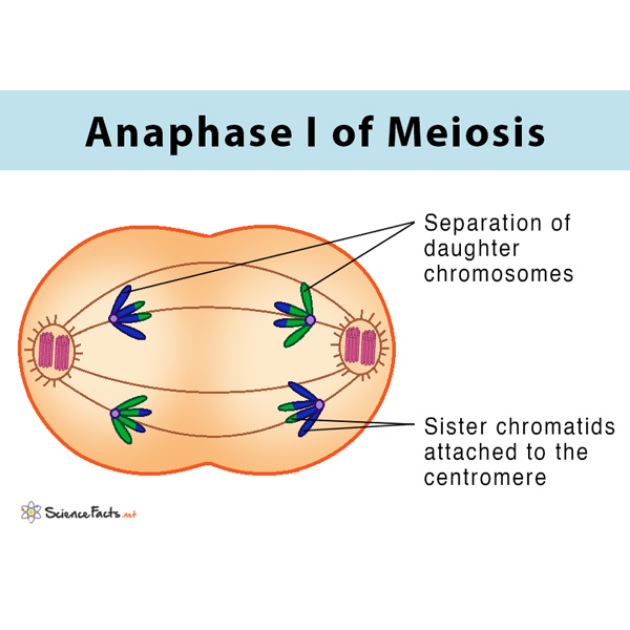 Anaphase I of Meiosis
Separation of
daughter
chromosomes
Sister chromatids
attached to the
centromere
ScienceFacts.net